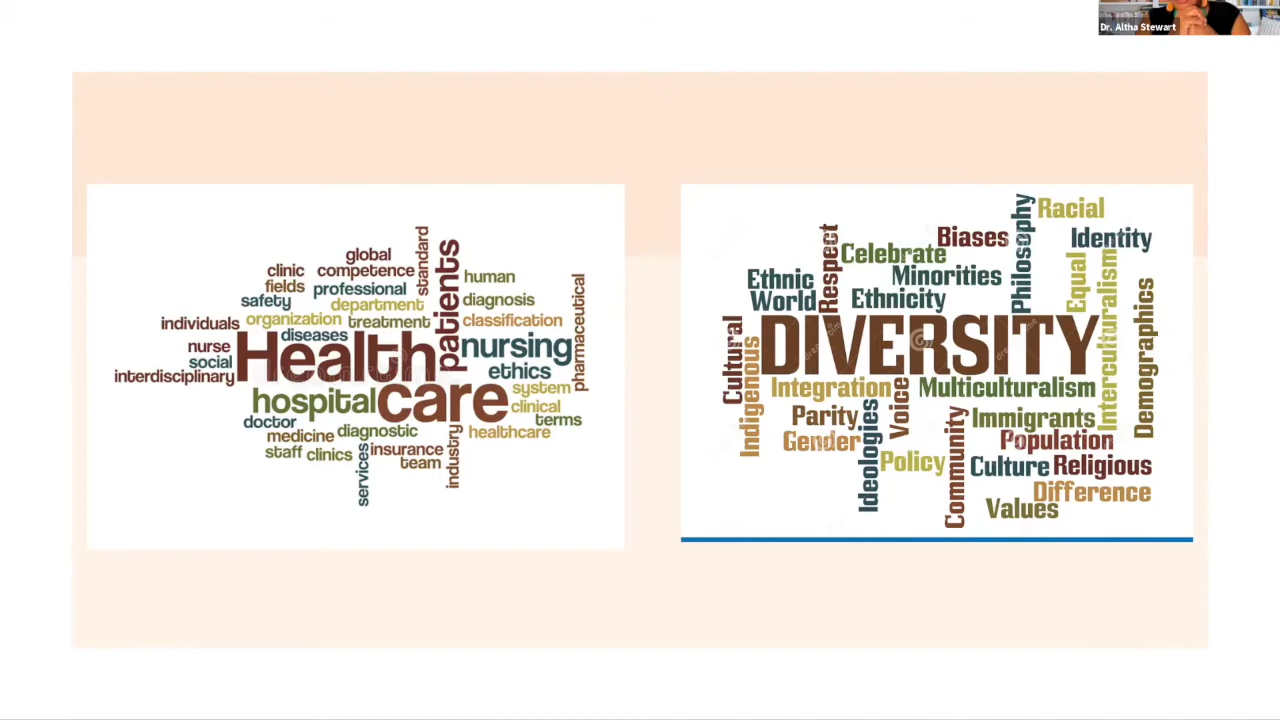 Dr. Altha Stewart
global
standard
clinic
competence
patients
human
fields
professional
safety
department
diagnosis
pharmaceutical
individuals
organization
treatment
classification
nurse
diseases
Health
nursing
social
ethics
interdisciplinary
hospital
care
system
clinical
doctor
terms
medicine
diagnostic
healthcare
staff
clinics
insurance
team
services
industry
Racial
Philosophy
Respect
Biases
Identity
Celebrate
Ethnic
Minorities
Equal
Interculturalism
World
Ethnicity
Demographics
Cultural
DIVERSITY
Indigenous
Integration
Voice
Multiculturalism
Parity
Ideologies
Immigrants
Gender
Community
Population
Policy
Culture
Religious
Difference
Values